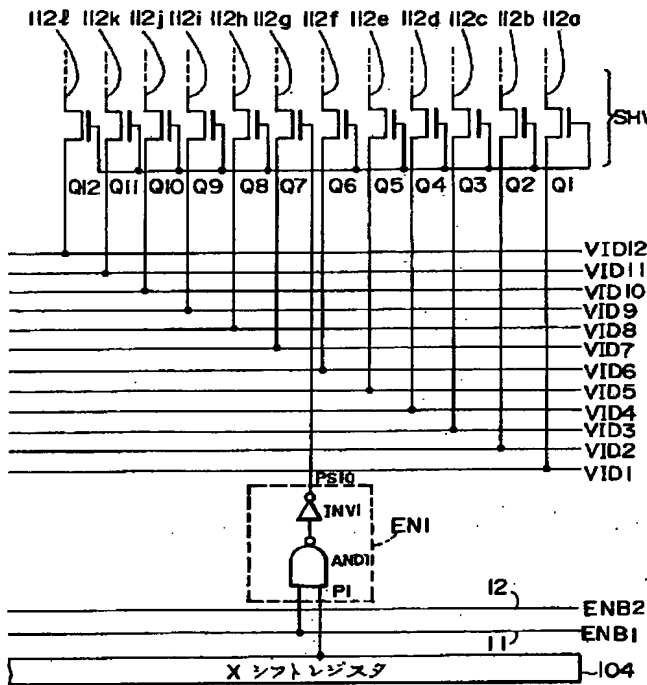 112ℓ 112k 112j 112i 112h 112g 112f 112e 112d 112c 112b 112a
Q12 Q11 Q10 Q9 Q8 Q7 Q6 Q5 Q4 Q3 Q2 Q1
VID12
VID11
VID10
VID9
VID8
VID7
VID6
VID5
VID4
VID3
VID2
VID1
PS10
INV1
EN1
AND11
P1
12
ENB2
ENB1
11
X シフトレジスタ
104